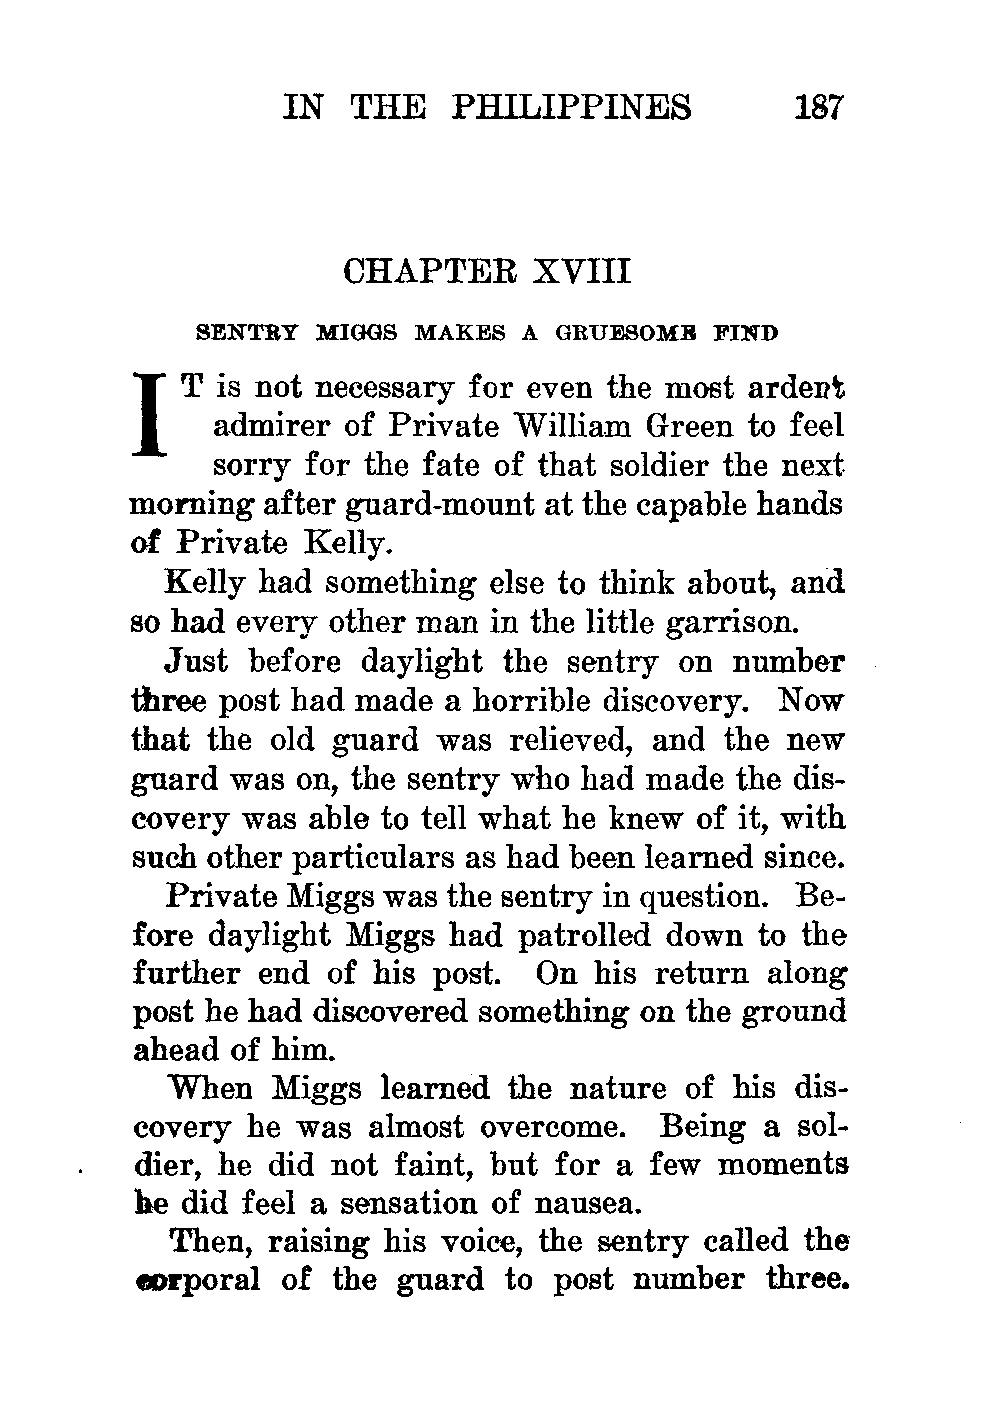 IN THE PHILIPPINES 187
CHAPTER XVIII
SENTRY MIGGS MAKES A GRUESOME FIND
IT is not necessary for even the most ardent
admirer of Private William Green to feel
sorry for the fate of that soldier the next
morning after guard-mount at the capable hands
of Private Kelly.
Kelly had something else to think about, and
so had every other man in the little garrison.
Just before daylight the sentry on number
three post had made a horrible discovery. Now
that the old guard was relieved, and the new
guard was on, the sentry who had made the dis-
covery was able to tell what he knew of it, with
such other particulars as had been learned since.
Private Miggs was the sentry in question. Be-
fore daylight Miggs had patrolled down to the
further end of his post. On his return along
post he had discovered something on the ground
ahead of him.
When Miggs learned the nature of his dis-
covery he was almost overcome. Being a sol-
dier, he did not faint, but for a few moments
he did feel a sensation of nausea.
Then, raising his voice, the sentry called the
corporal of the guard to post number three.